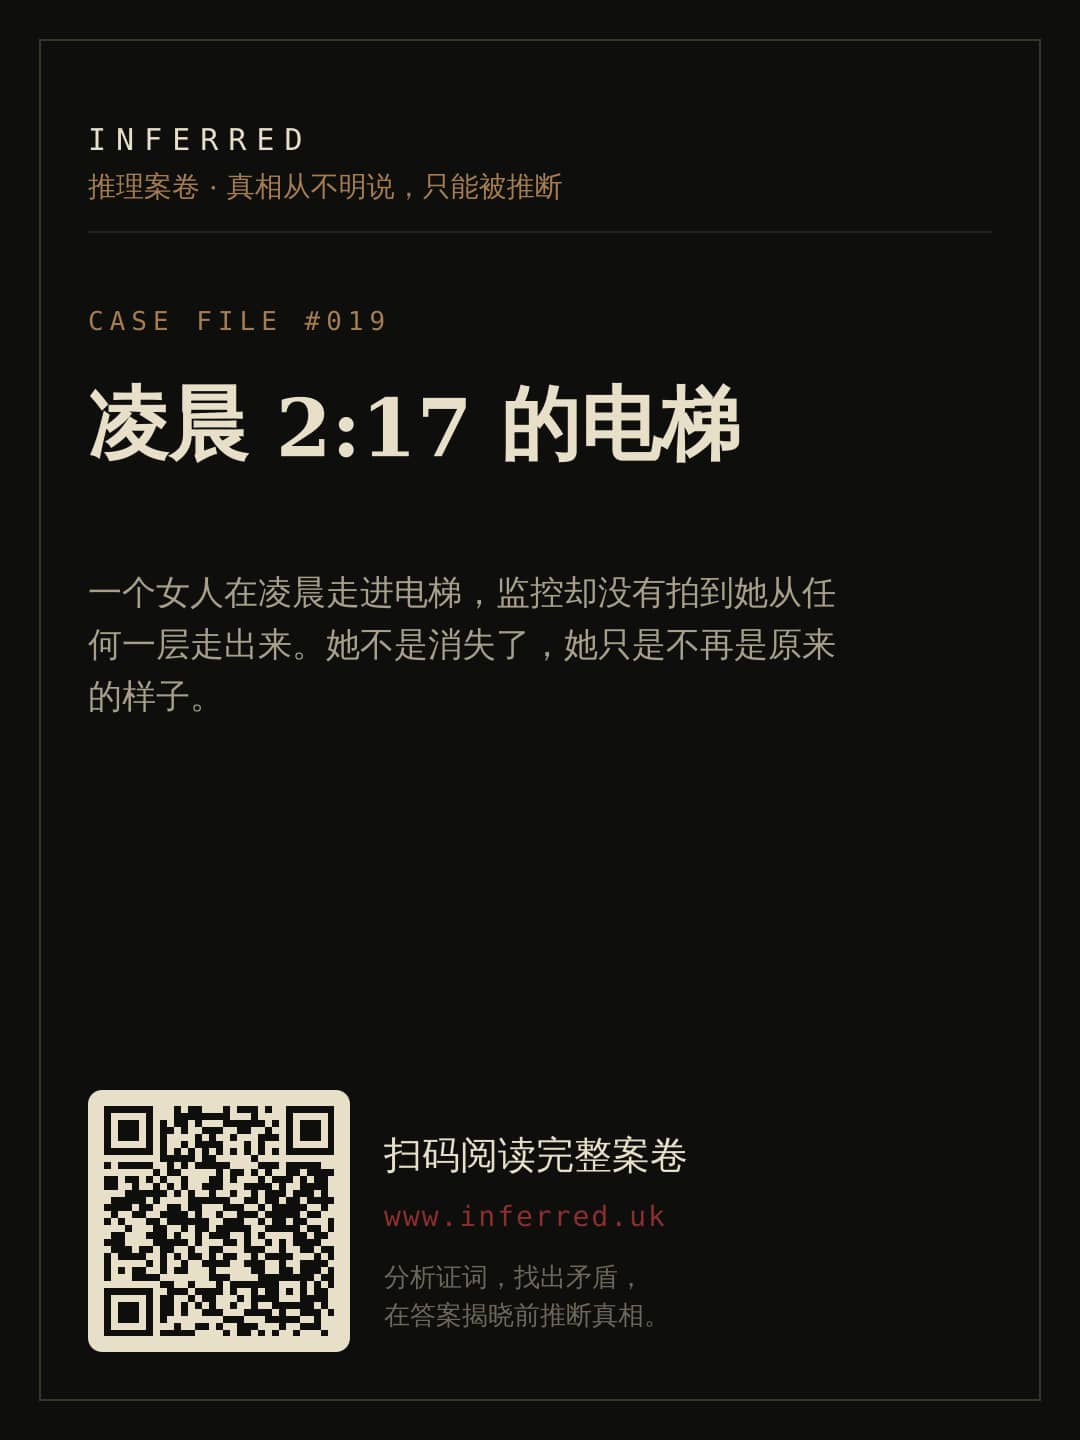 INFERRED
推理案卷 · 真相从不明说，只能被推断
CASE FILE #019
凌晨 2:17 的电梯
一个女人在凌晨走进电梯，监控却没有拍到她从任
何一层走出来。她不是消失了，她只是不再是原来
的样子。
扫码阅读完整案卷
www.inferred.uk
分析证词，找出矛盾，
在答案揭晓前推断真相。